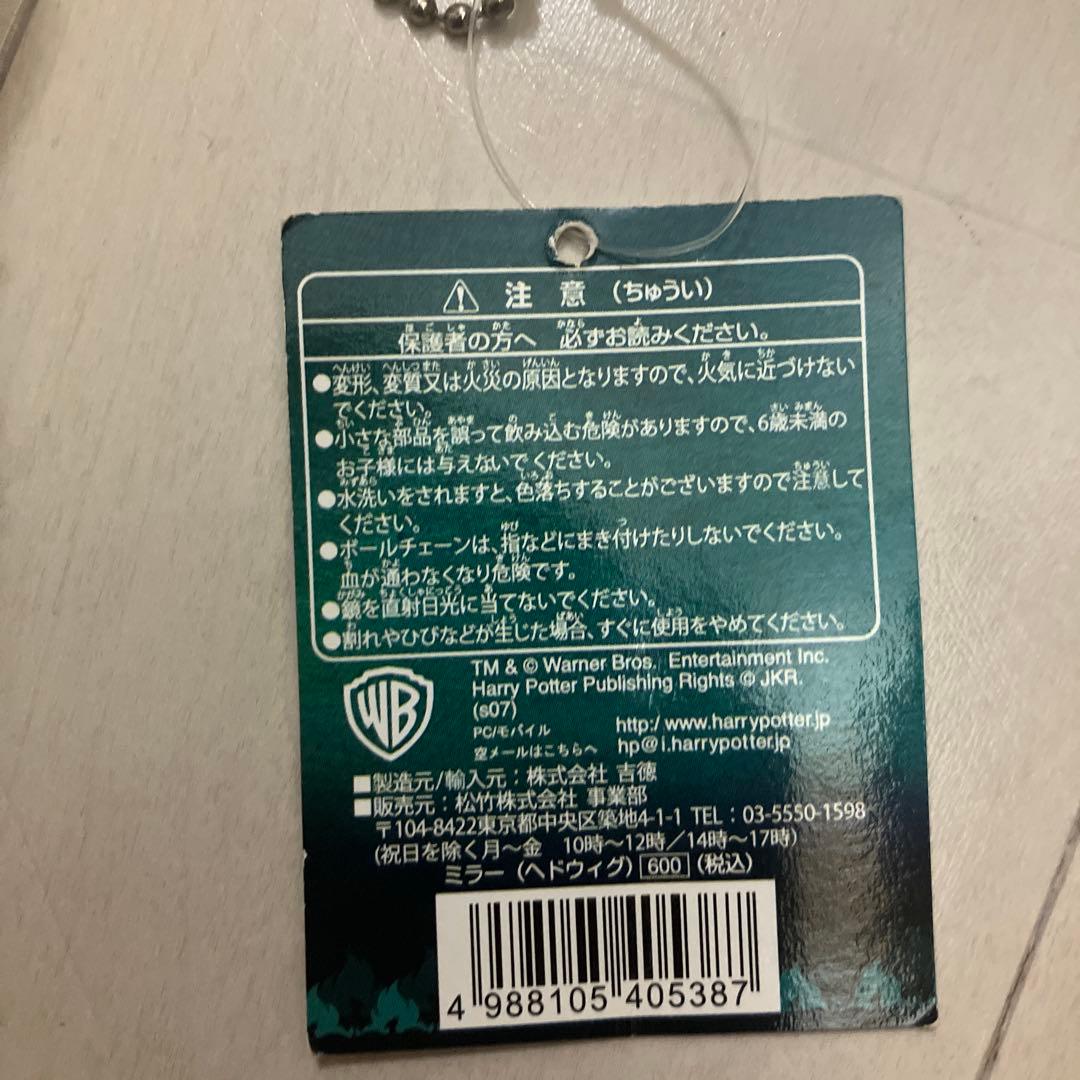 注 意 (ちゅうい)
保護者の方へ 必ずお読みください。
●変形、変質又は火災の原因となりますので、火気に近づけない
でください。
●小さな部品を誤って飲み込む危険がありますので、6歳未満の
お子様には与えないでください。
●水洗いをされますと、色落ちすることがございますので注意して
ください。
●ボールチェーンは、指などにまき付けたりしないでください。
血が通わなくなり危険です。
●鏡を直射日光に当てないでください。
●割れやひびなどが生じた場合、すぐに使用をやめてください。
WB
TM & © Warner Bros. Entertainment Inc.
Harry Potter Publishing Rights © JKR.
(s07)
PC/モバイル http:/ www.harrypotter.jp
空メールはこちらへ hp@i.harrypotter.jp
■製造元/輸入元:株式会社 吉徳
■販売元:松竹株式会社 事業部
〒104-8422東京都中央区築地4-1-1 TEL:03-5550-1598
(祝日を除く月〜金 10時〜12時/14時〜17時)
ミラー(ヘドウィグ) 600 (税込)
4 988105 405387